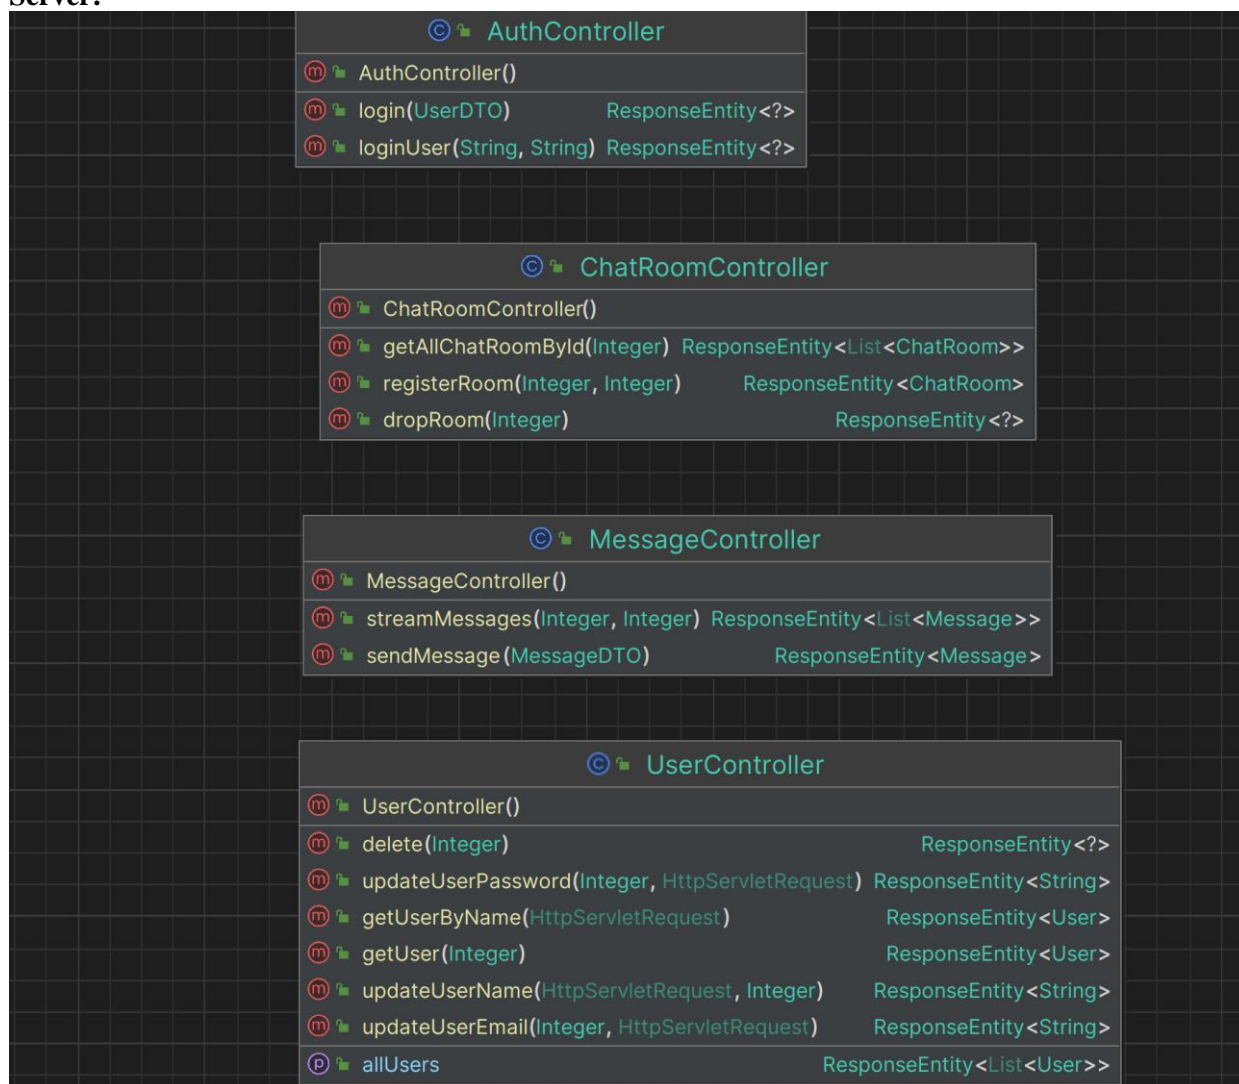 Server:
AuthController
AuthController()
login(UserDTO) ResponseEntity<?>
loginUser(String, String) ResponseEntity<?>
ChatRoomController
ChatRoomController()
getAllChatRoomById(Integer) ResponseEntity<List<ChatRoom>>
registerRoom(Integer, Integer) ResponseEntity<ChatRoom>
dropRoom(Integer) ResponseEntity<?>
MessageController
MessageController()
streamMessages(Integer, Integer) ResponseEntity<List<Message>>
sendMessage(MessageDTO) ResponseEntity<Message>
UserController
UserController()
delete(Integer) ResponseEntity<?>
updateUserPassword(Integer, HttpServletRequest) ResponseEntity<String>
getUserByName(HttpServletRequest) ResponseEntity<User>
getUser(Integer) ResponseEntity<User>
updateUserName(HttpServletRequest, Integer) ResponseEntity<String>
updateUserEmail(Integer, HttpServletRequest) ResponseEntity<String>
allUsers ResponseEntity<List<User>>